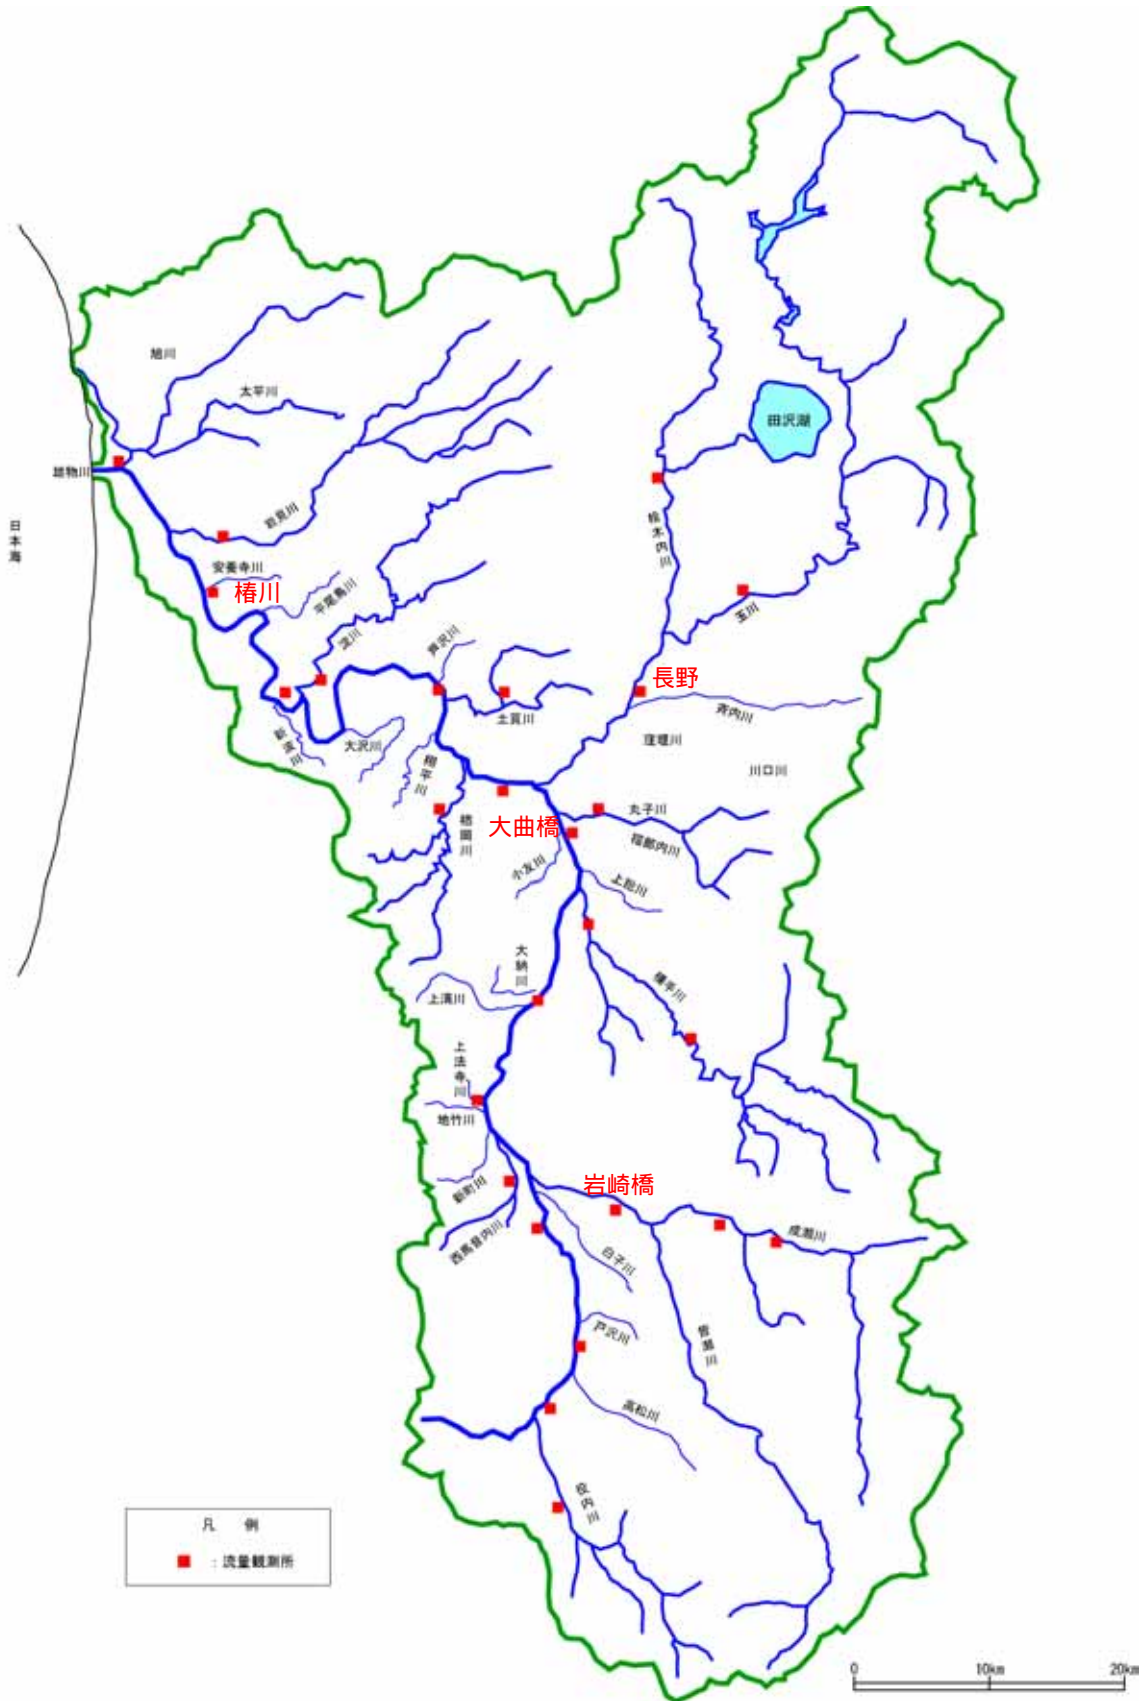 旭川
太平川
雄物川
日本海
岩見川
安養寺川
椿川
平尾鳥川
淀川
芦沢川
土買川
新波川
大沢川
楢岡川
田沢湖
桧木内川
玉川
長野
斉内川
窪堰川
川口川
大曲橋
丸子川
小友川
上総川
横手川
大納川
上溝川
上法寺川
地竹川
新町川
西馬音内川
岩崎橋
成瀬川
白子川
戸沢川
皆瀬川
高松川
役内川
凡 例
:流量観測所
0 10km 20km